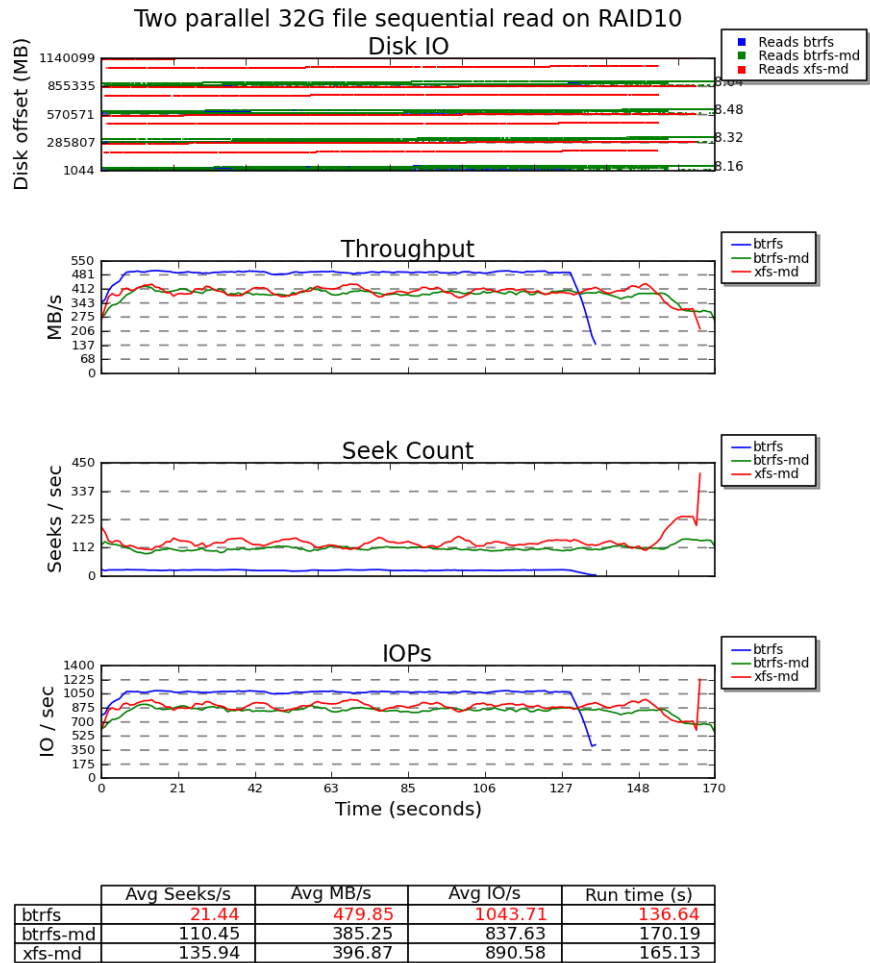 Two parallel 32G file sequential read on RAID10
Disk IO
Disk offset (MB)
1140099
855335
570571
285807
1044
8.64
8.48
8.32
8.16
Reads btrfs
Reads btrfs-md
Reads xfs-md
Throughput
MB/s
550
481
412
343
275
206
137
68
0
btrfs
btrfs-md
xfs-md
Seek Count
Seeks / sec
450
337
225
112
0
btrfs
btrfs-md
xfs-md
IOPs
IO / sec
1400
1225
1050
875
700
525
350
175
0
btrfs
btrfs-md
xfs-md
0 21 42 63 85 106 127 148 170
Time (seconds)
Avg Seeks/s Avg MB/s Avg IO/s Run time (s)
btrfs 21.44 479.85 1043.71 136.64
btrfs-md 110.45 385.25 837.63 170.19
xfs-md 135.94 396.87 890.58 165.13